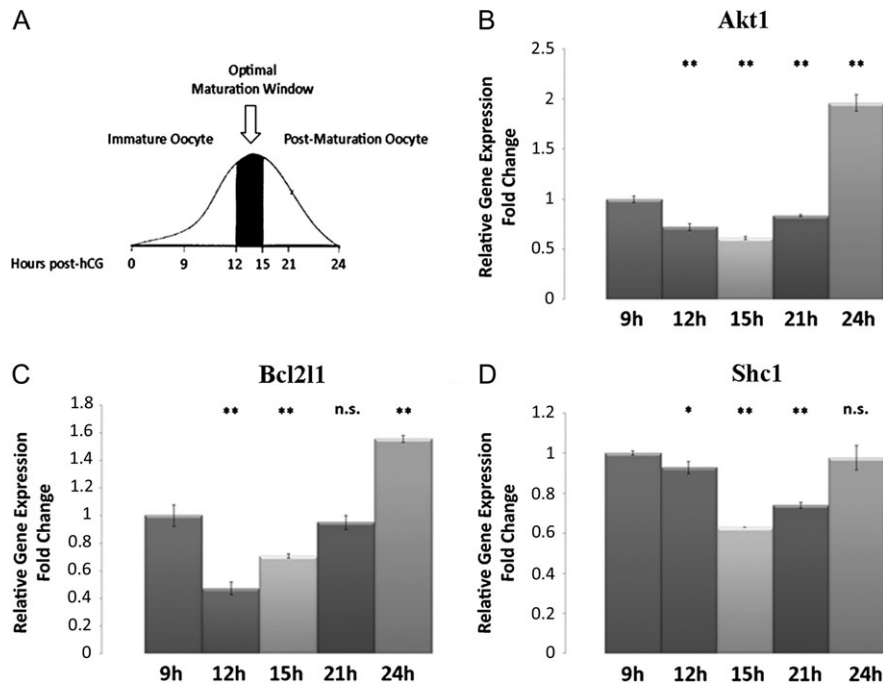 A
Optimal
Maturation Window
Immature Oocyte Post-Maturation Oocyte
Hours post-hCG 0 9 12 15 21 24
B
Akt1
Relative Gene Expression
Fold Change
2.5
2
1.5
1
0.5
0
** ** ** **
9h 12h 15h 21h 24h
C
Bcl2l1
Relative Gene Expression
Fold Change
1.8
1.6
1.4
1.2
1
0.8
0.6
0.4
0.2
0
** ** n.s. **
9h 12h 15h 21h 24h
D
Shc1
Relative Gene Expression
Fold Change
1.2
1
0.8
0.6
0.4
0.2
0
* ** ** n.s.
9h 12h 15h 21h 24h